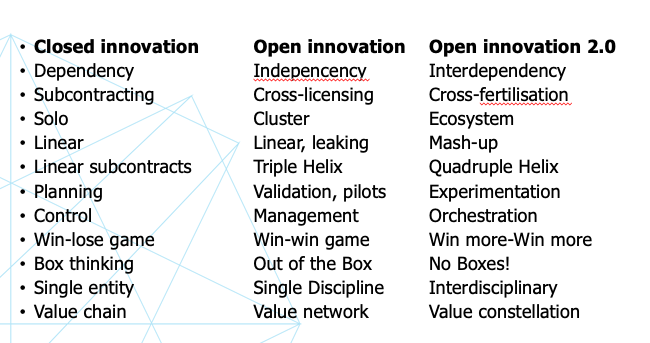 • Closed innovation Open innovation Open innovation 2.0
• Dependency Indepencency Interdependency
• Subcontracting Cross-licensing Cross-fertilisation
• Solo Cluster Ecosystem
• Linear Linear, leaking Mash-up
• Linear subcontracts Triple Helix Quadruple Helix
• Planning Validation, pilots Experimentation
• Control Management Orchestration
• Win-lose game Win-win game Win more-Win more
• Box thinking Out of the Box No Boxes!
• Single entity Single Discipline Interdisciplinary
• Value chain Value network Value constellation